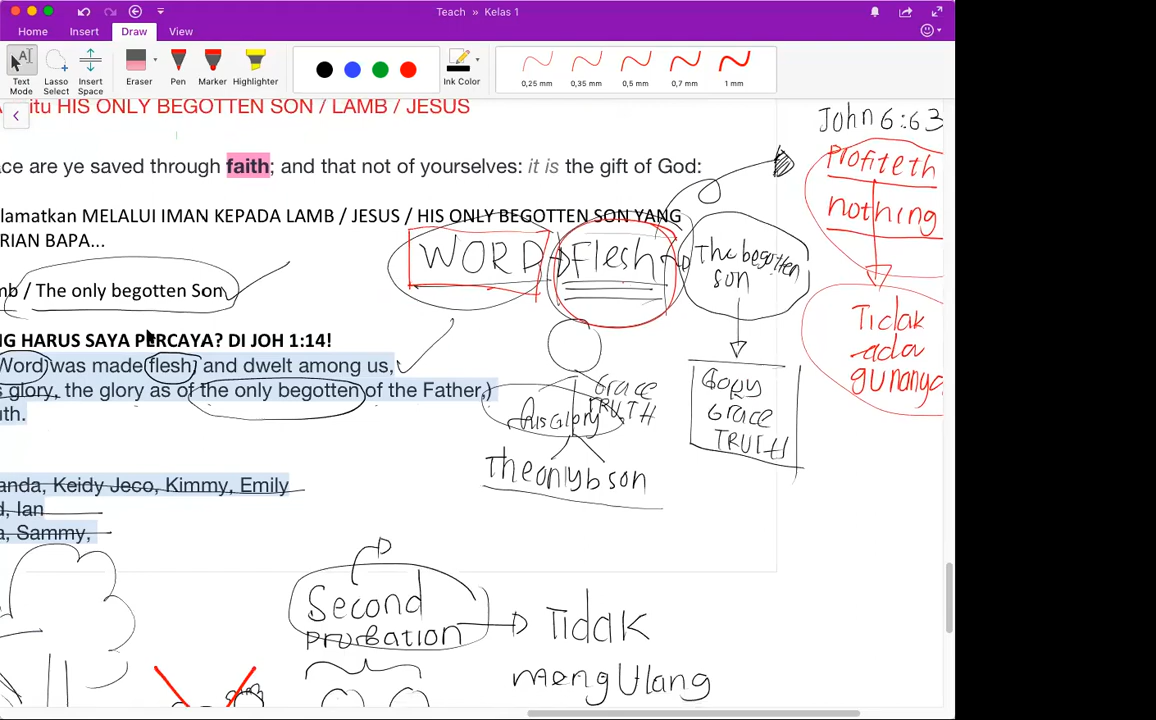 Teach > Kelas 1
Home Insert Draw View
Text Mode
Lasso Select
Insert Space
Eraser
Pen
Marker
Highlighter
Ink Color
0,25 mm 0,35 mm 0,5 mm 0,7 mm 1 mm
itu HIS ONLY BEGOTTEN SON / LAMB / JESUS
John 6:63
Profiteth
nothing
Tidak
ada
gunanya
ace are ye saved through faith; and that not of yourselves: it is the gift of God:
lamatkan MELALUI IMAN KEPADA LAMB / JESUS / HIS ONLY BEGOTTEN SON YANG
RIAN BAPA...
WORD
Flesh
The begotten
son
mb / The only begotten Son
NG HARUS SAYA PERCAYA? DI JOH 1:14!
Word was made flesh, and dwelt among us,
s glory, the glory as of the only begotten of the Father,)
uth.
Grace
TRUTH
His Glory
The only b son
Glory
Grace
TRUTH
anda, Keidy Jeco, Kimmy, Emily
d, Ian
a, Sammy,
Second
probation
Tidak
mengulang